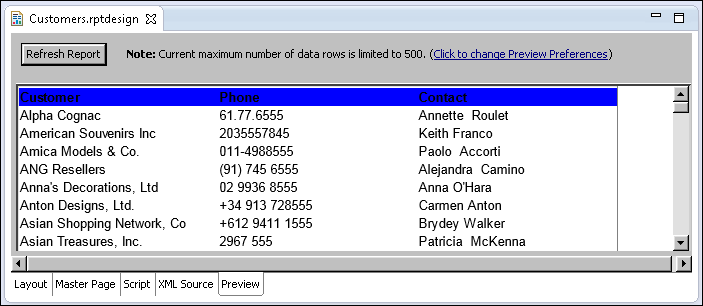 Customers.rptdesign
Refresh Report Note: Current maximum number of data rows is limited to 500. (Click to change Preview Preferences)
Customer Phone Contact
Alpha Cognac 61.77.6555 Annette Roulet
American Souvenirs Inc 2035557845 Keith Franco
Amica Models & Co. 011-4988555 Paolo Accorti
ANG Resellers (91) 745 6555 Alejandra Camino
Anna's Decorations, Ltd 02 9936 8555 Anna O'Hara
Anton Designs, Ltd. +34 913 728555 Carmen Anton
Asian Shopping Network, Co +612 9411 1555 Brydey Walker
Asian Treasures, Inc. 2967 555 Patricia McKenna
Layout Master Page Script XML Source Preview